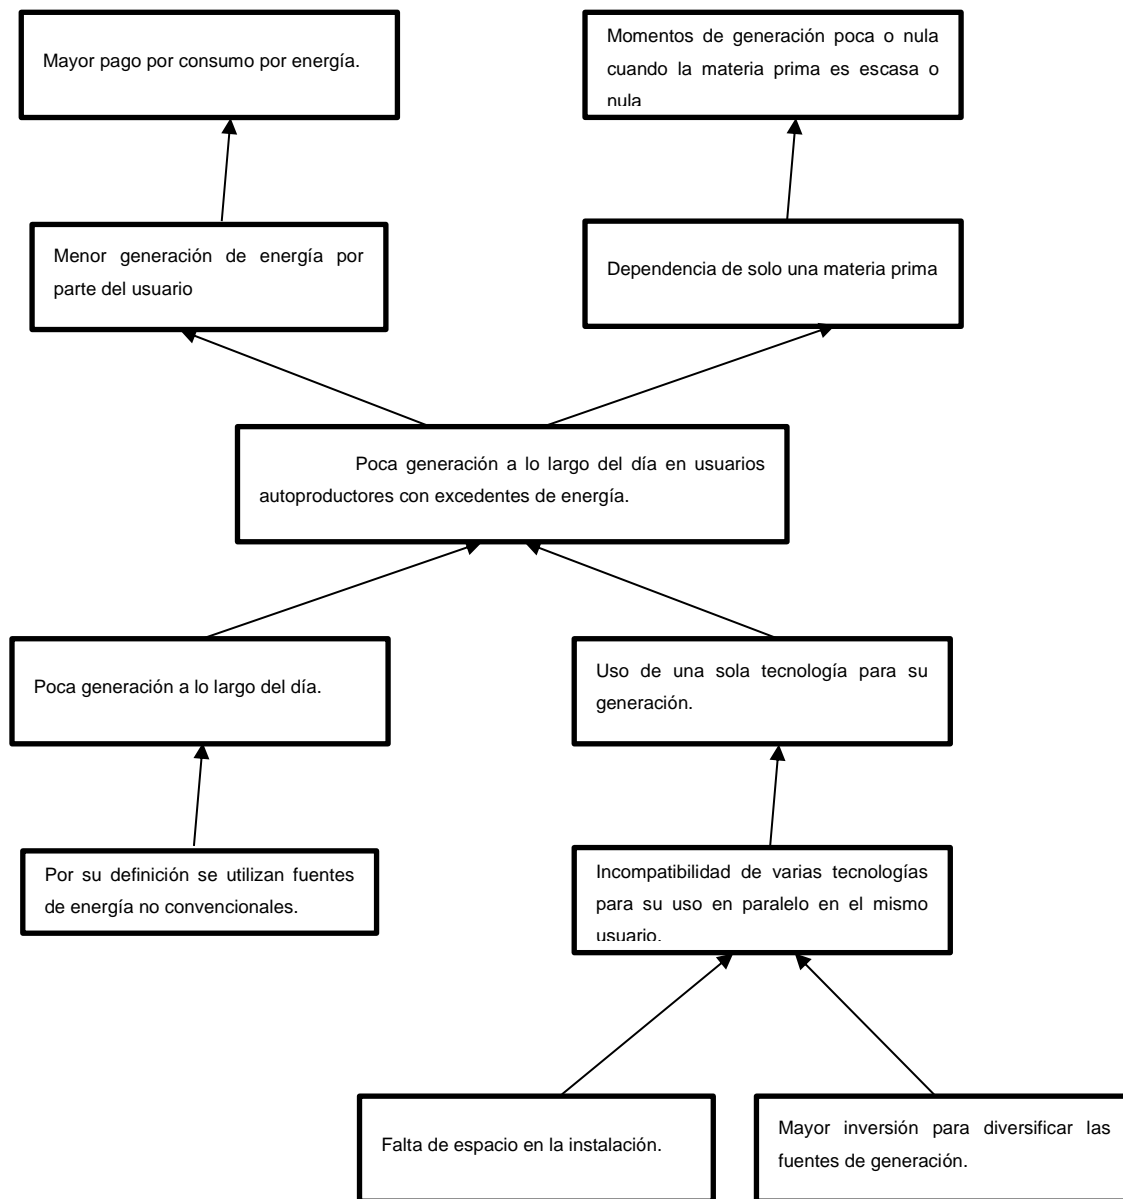 Mayor pago por consumo por energía.
Momentos de generación poca o nula
cuando la materia prima es escasa o
nula
Menor generación de energía por
parte del usuario
Dependencia de solo una materia prima
Poca generación a lo largo del día en usuarios
autoproductores con excedentes de energía.
Poca generación a lo largo del día.
Uso de una sola tecnología para su
generación.
Por su definición se utilizan fuentes
de energía no convencionales.
Incompatibilidad de varias tecnologías
para su uso en paralelo en el mismo
usuario.
Falta de espacio en la instalación.
Mayor inversión para diversificar las
fuentes de generación.